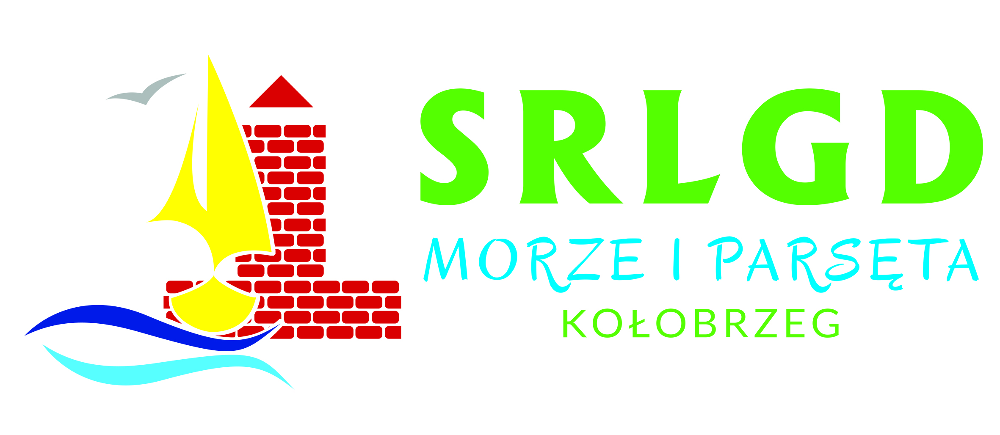 SRLGD
MORZE I PARSĘTA
KOŁOBRZEG